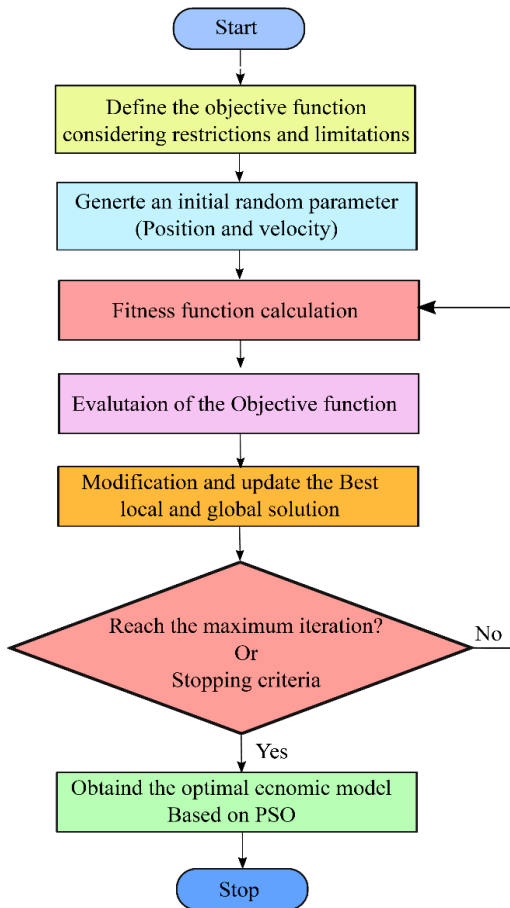 Start
Define the objective function
considering restrictions and limitations
Generte an initial random parameter
(Position and velocity)
Fitness function calculation
Evalutaion of the Objective function
Modification and update the Best
local and global solution
Reach the maximum iteration?
Or
Stopping criteria
No
Yes
Obtaind the optimal ecnomic model
Based on PSO
Stop